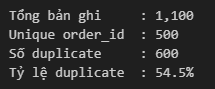 Tổng bản ghi : 1,100
Unique order_id : 500
Số duplicate : 600
Tỷ lệ duplicate : 54.5%